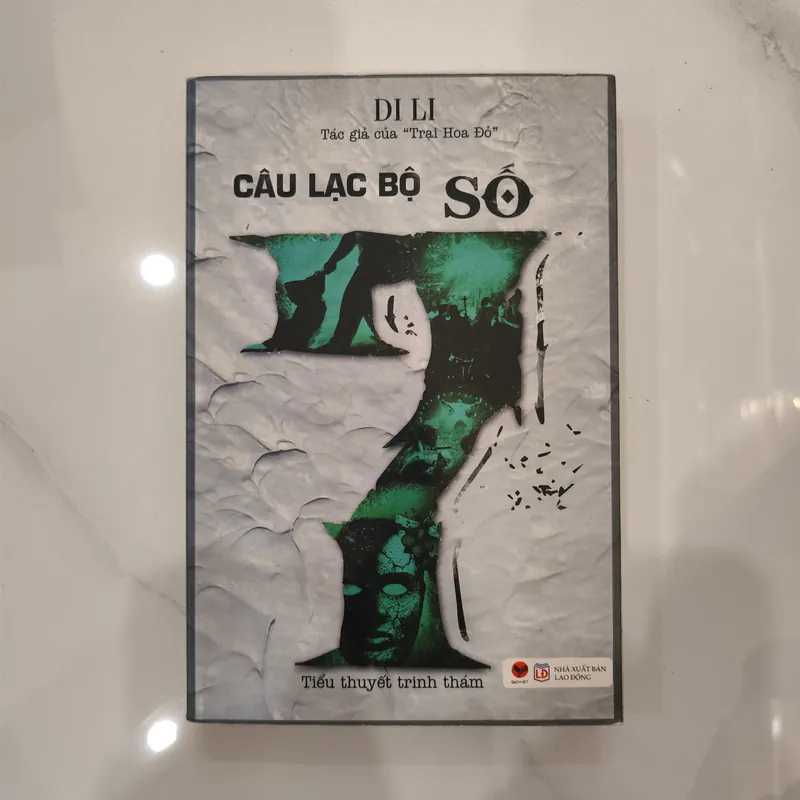 DI LI
Tác giả của "Trại Hoa Đỏ"
CÂU LẠC BỘ SỐ
7
Tiểu thuyết trinh thám
NHÀ XUẤT BẢN
LAO ĐỘNG